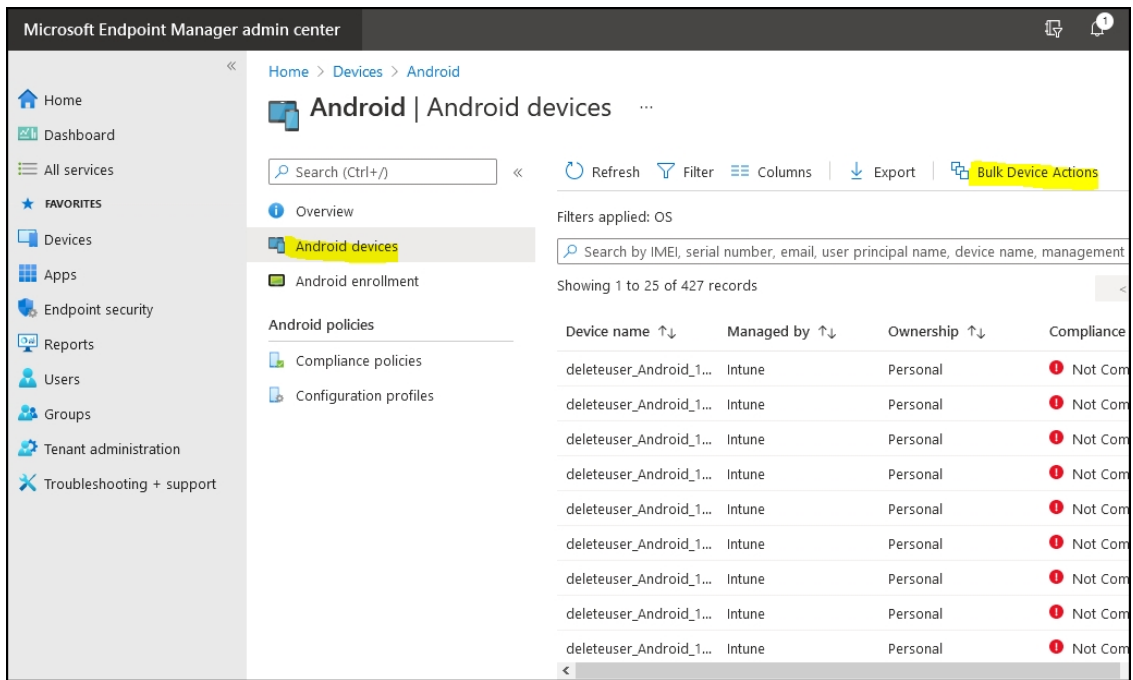 Microsoft Endpoint Manager admin center
1
«
Home
Dashboard
All services
FAVORITES
Devices
Apps
Endpoint security
Reports
Users
Groups
Tenant administration
Troubleshooting + support
Home > Devices > Android
Android | Android devices ...
Search (Ctrl+/) «
Overview
Android devices
Android enrollment
Android policies
Compliance policies
Configuration profiles
Refresh Filter Columns Export Bulk Device Actions
Filters applied: OS
Search by IMEI, serial number, email, user principal name, device name, management
Showing 1 to 25 of 427 records
<
Device name ↑↓ Managed by ↑↓ Ownership ↑↓ Compliance
deleteuser_Android_1... Intune Personal Not Com
deleteuser_Android_1... Intune Personal Not Com
deleteuser_Android_1... Intune Personal Not Com
deleteuser_Android_1... Intune Personal Not Com
deleteuser_Android_1... Intune Personal Not Com
deleteuser_Android_1... Intune Personal Not Com
deleteuser_Android_1... Intune Personal Not Com
deleteuser_Android_1... Intune Personal Not Com
deleteuser_Android_1... Intune Personal Not Com